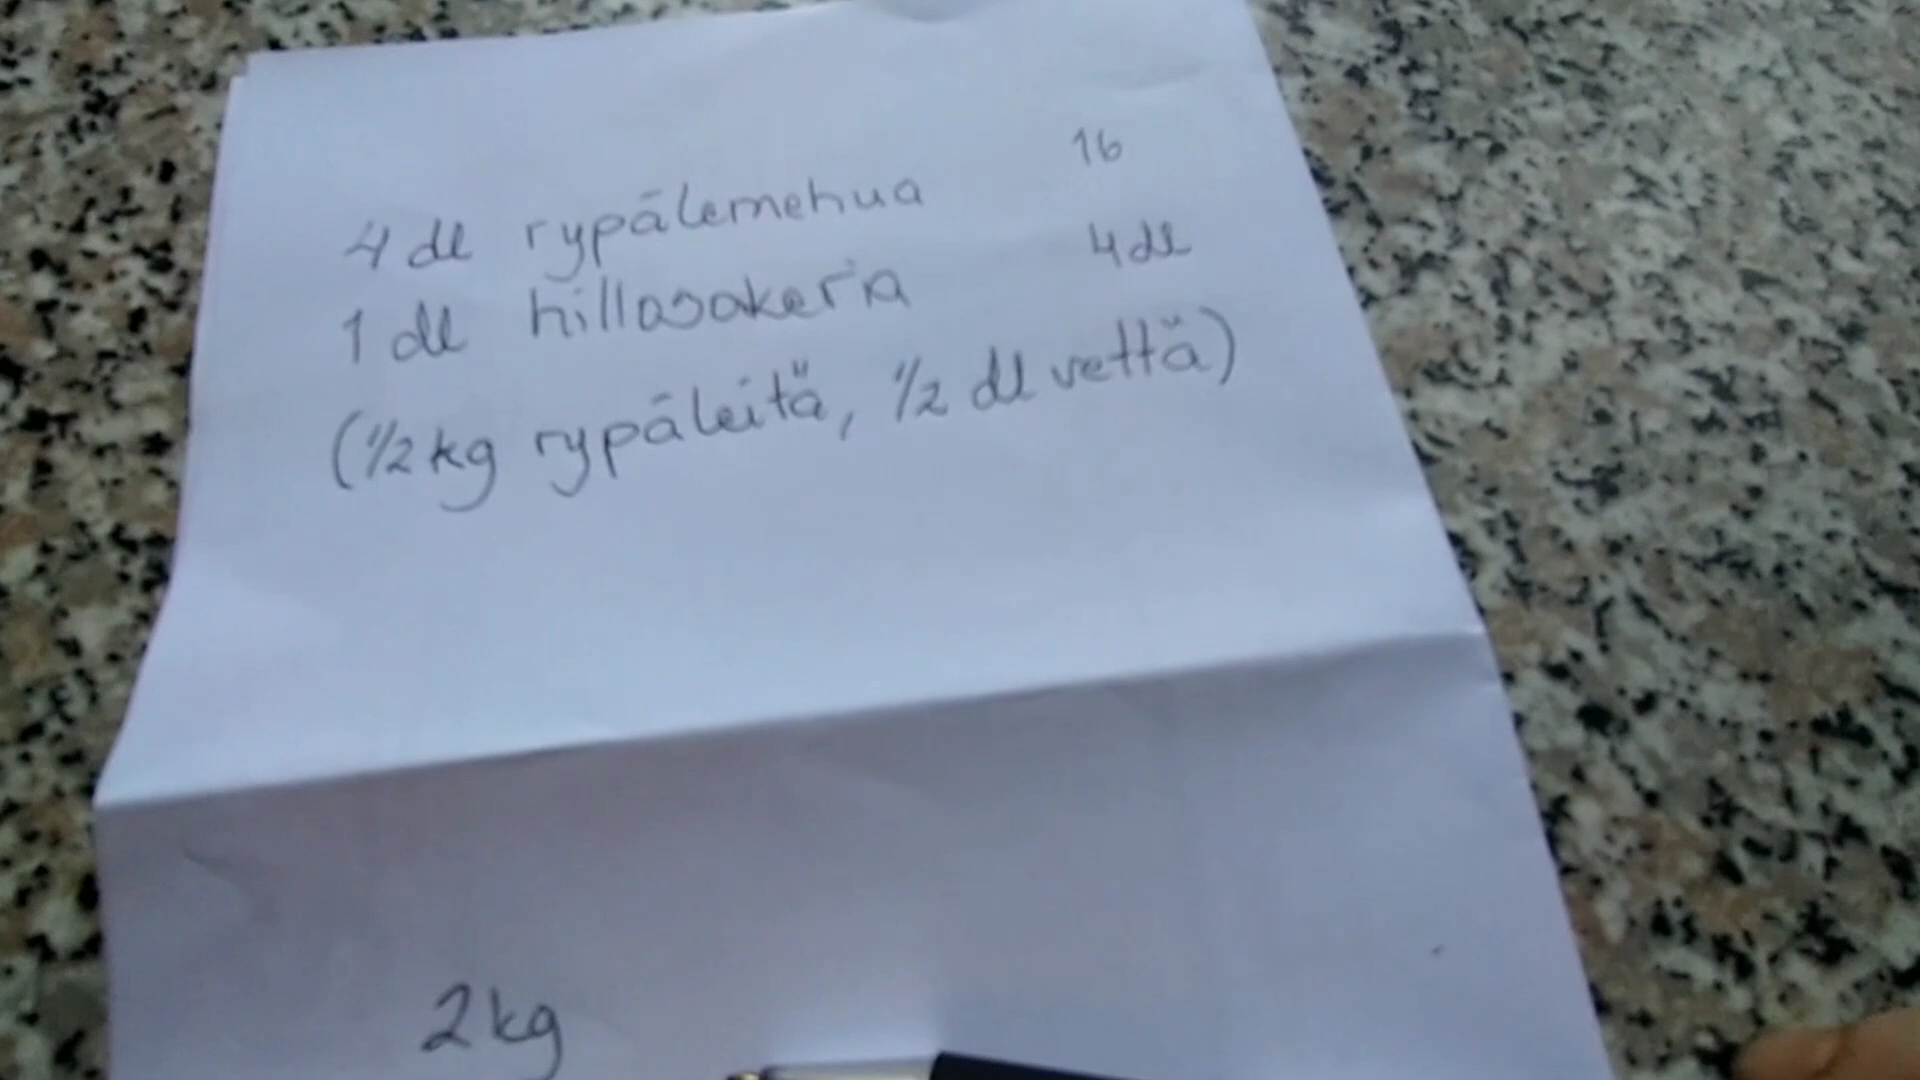 4 dl rypälemehua 16
1 dl hillosokeria 4 dl
(1/2 kg rypäleitä, 1/2 dl vettä)
2 kg